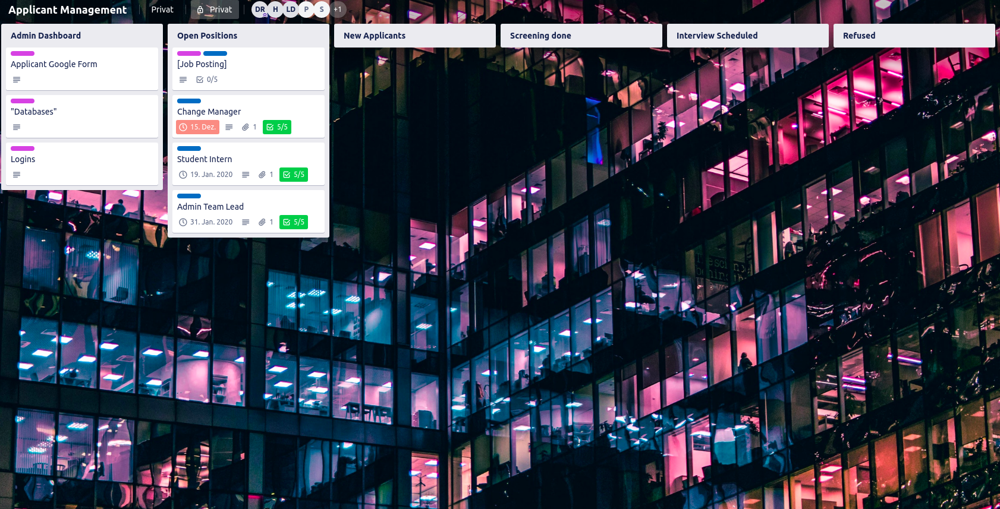 Applicant Management
Privat
Privat
DR
H
LD
P
S
+1
Admin Dashboard
Applicant Google Form
"Databases"
Logins
Open Positions
[Job Posting]
0/5
Change Manager
15. Dez.
1
5/5
Student Intern
19. Jan. 2020
1
5/5
Admin Team Lead
31. Jan. 2020
1
5/5
New Applicants
Screening done
Interview Scheduled
Refused